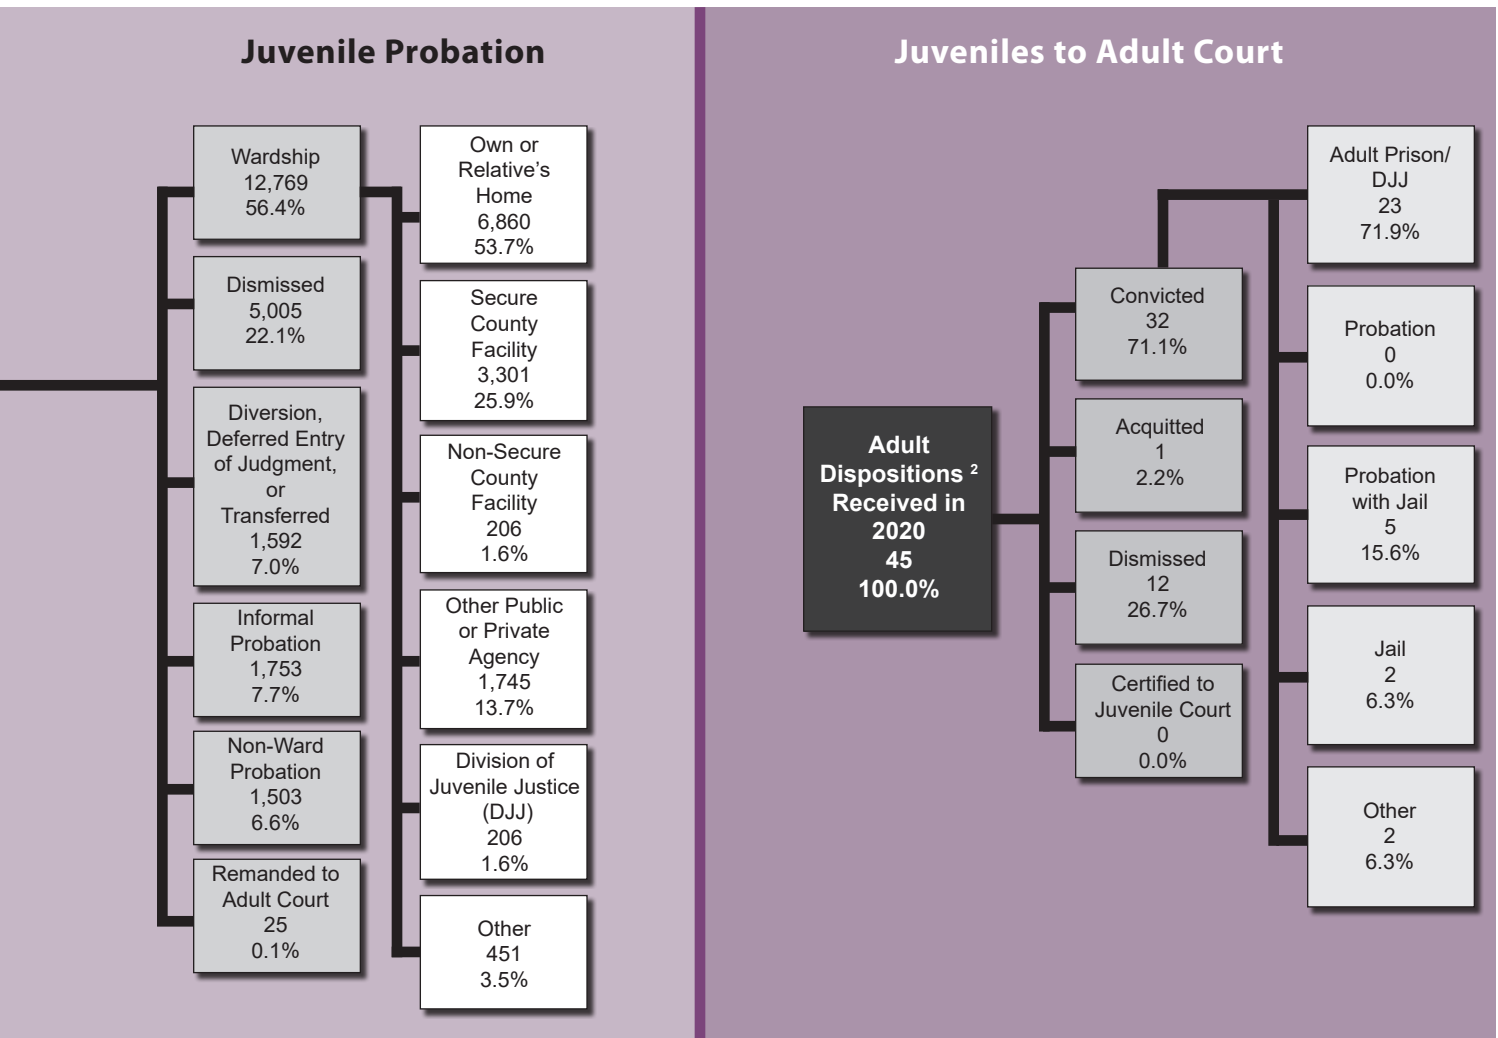 Juvenile Probation
Wardship
12,769
56.4%
Dismissed
5,005
22.1%
Diversion,
Deferred Entry
of Judgment,
or
Transferred
1,592
7.0%
Informal
Probation
1,753
7.7%
Non-Ward
Probation
1,503
6.6%
Remanded to
Adult Court
25
0.1%
Own or
Relative's
Home
6,860
53.7%
Secure
County
Facility
3,301
25.9%
Non-Secure
County
Facility
206
1.6%
Other Public
or Private
Agency
1,745
13.7%
Division of
Juvenile Justice
(DJJ)
206
1.6%
Other
451
3.5%
Juveniles to Adult Court
Adult
Dispositions ²
Received in
2020
45
100.0%
Convicted
32
71.1%
Acquitted
1
2.2%
Dismissed
12
26.7%
Certified to
Juvenile Court
0
0.0%
Adult Prison/
DJJ
23
71.9%
Probation
0
0.0%
Probation
with Jail
5
15.6%
Jail
2
6.3%
Other
2
6.3%